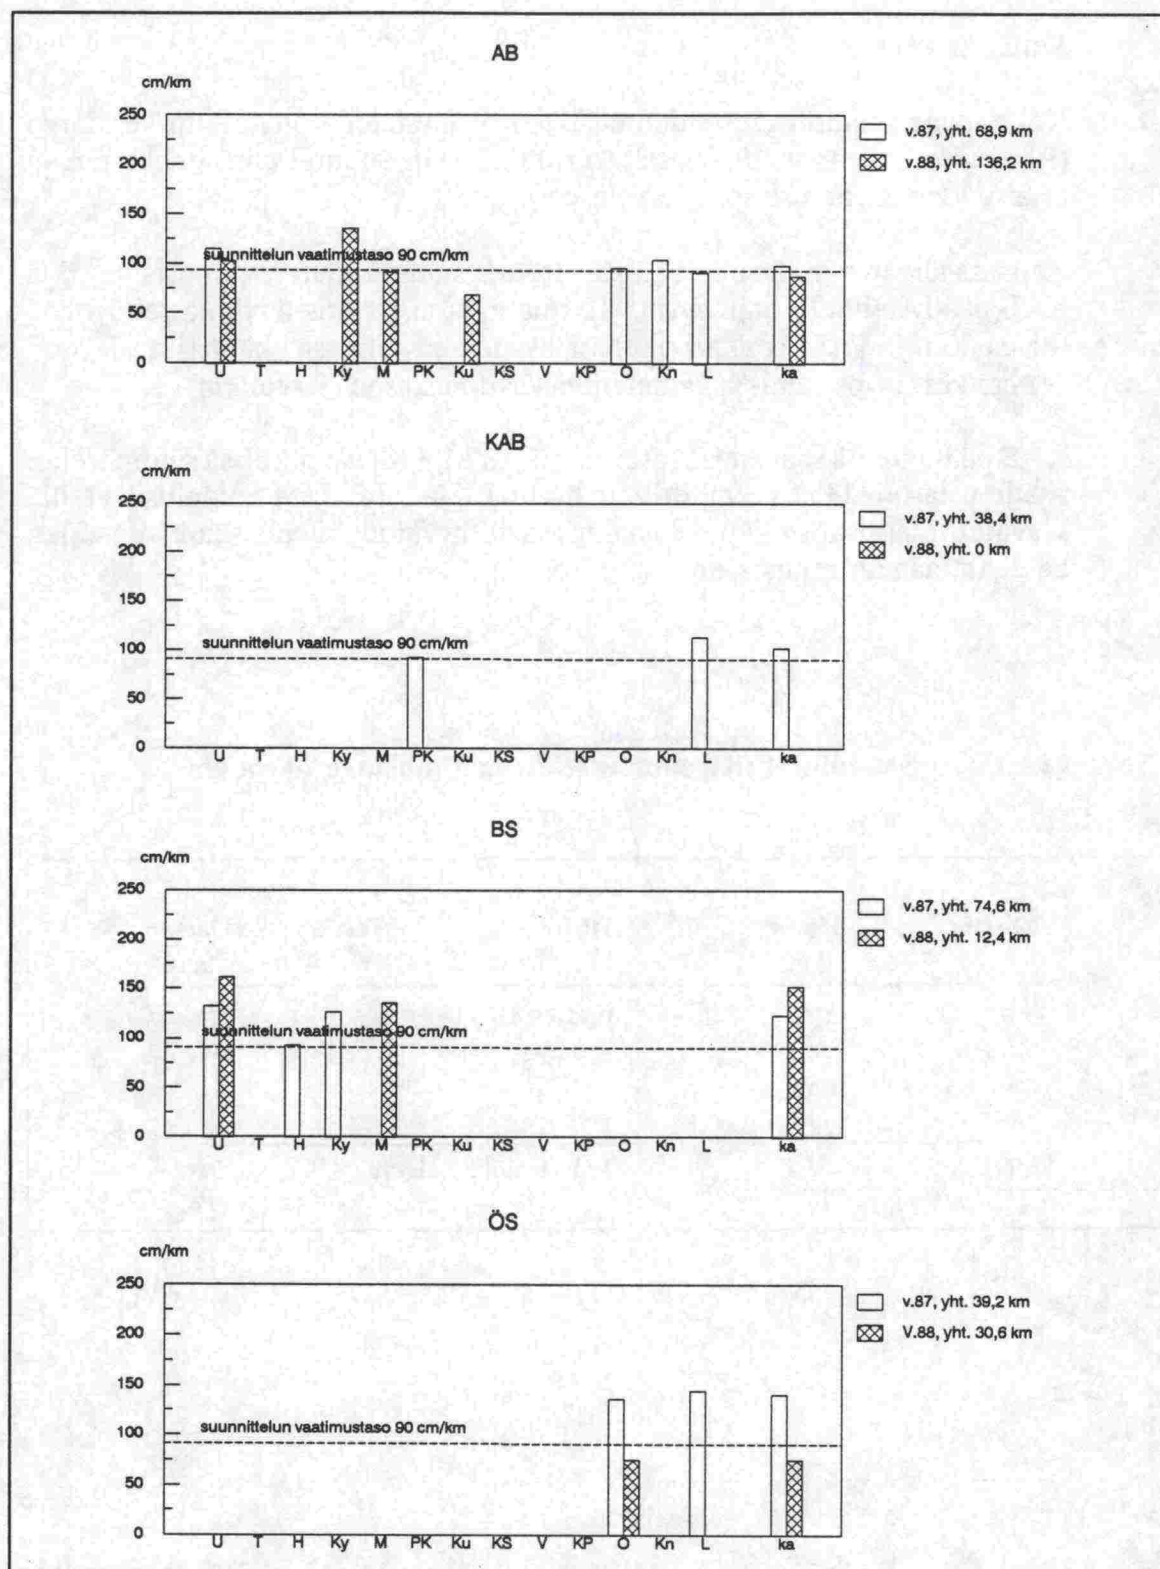 AB
cm/km
250
v.87, yht. 68,9 km
200
v.88, yht. 136,2 km
150
100
suunnittelun vaatimustaso 90 cm/km
50
0
U T H Ky M PK Ku KS V KP O Kn L ka
KAB
cm/km
250
v.87, yht. 38,4 km
200
v.88, yht. 0 km
150
100
suunnittelun vaatimustaso 90 cm/km
50
0
U T H Ky M PK Ku KS V KP O Kn L ka
BS
cm/km
250
v.87, yht. 74,6 km
200
v.88, yht. 12,4 km
150
100
suunnittelun vaatimustaso 90 cm/km
50
0
U T H Ky M PK Ku KS V KP O Kn L ka
ÖS
cm/km
250
v.87, yht. 39,2 km
200
V.88, yht. 30,6 km
150
100
suunnittelun vaatimustaso 90 cm/km
50
0
U T H Ky M PK Ku KS V KP O Kn L ka